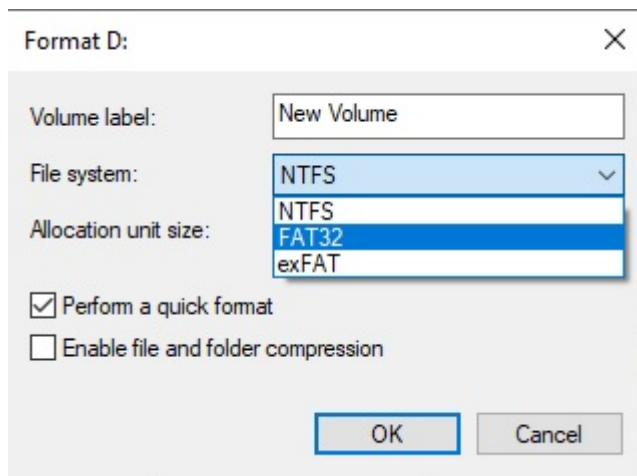 Format D:
Volume label:
New Volume
File system:
NTFS
NTFS
FAT32
exFAT
Allocation unit size:
Perform a quick format
Enable file and folder compression
OK
Cancel